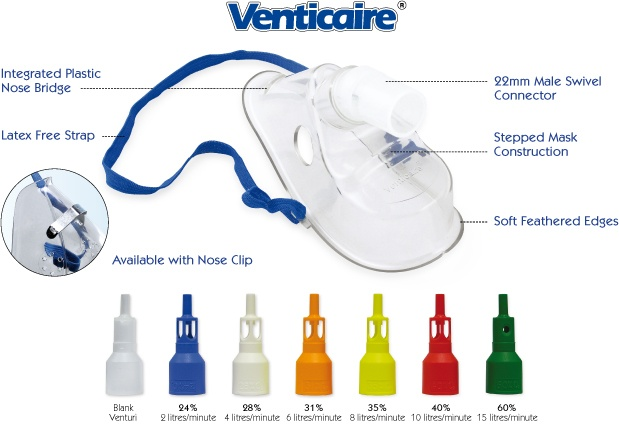 Venticaire®
Integrated Plastic
Nose Bridge
22mm Male Swivel
Connector
Latex Free Strap
Stepped Mask
Construction
Soft Feathered Edges
Available with Nose Clip
Blank
Venturi
24%
2 litres/minute
28%
4 litres/minute
31%
6 litres/minute
35%
8 litres/minute
40%
10 litres/minute
60%
15 litres/minute